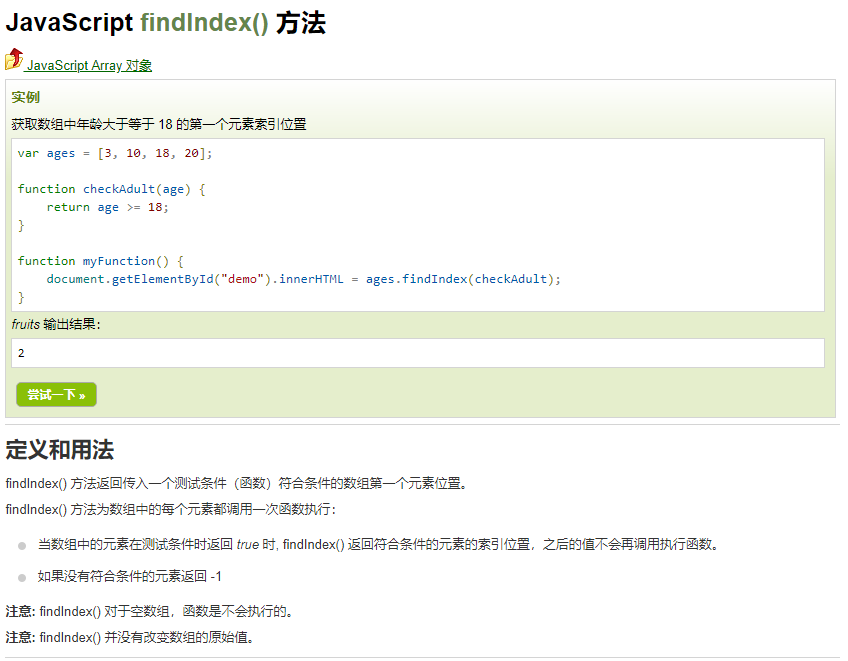 JavaScript findIndex() 方法
JavaScript Array 对象
实例
获取数组中年龄大于等于 18 的第一个元素索引位置
var ages = [3, 10, 18, 20];
function checkAdult(age) {
    return age >= 18;
}
function myFunction() {
    document.getElementById("demo").innerHTML = ages.findIndex(checkAdult);
}
fruits 输出结果：
2
尝试一下 »
定义和用法
findIndex() 方法返回传入一个测试条件（函数）符合条件的数组第一个元素位置。
findIndex() 方法为数组中的每个元素都调用一次函数执行：
当数组中的元素在测试条件时返回 true 时, findIndex() 返回符合条件的元素的索引位置，之后的值不会再调用执行函数。
如果没有符合条件的元素返回 -1
注意: findIndex() 对于空数组，函数是不会执行的。
注意: findIndex() 并没有改变数组的原始值。